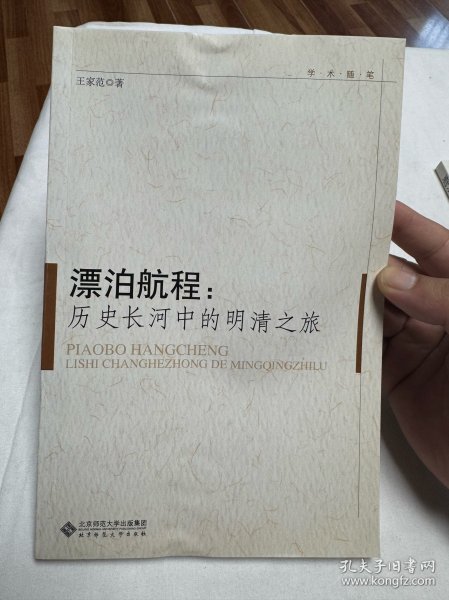 王家范◎著
学·术·随·笔
漂泊航程：
历史长河中的明清之旅
PIAOBO HANGCHENG
LISHI CHANGHEZHONG DE MINGQINGZHILU
北京师范大学出版集团
北京师范大学出版社
孔夫子旧书网
www.kongfz.com